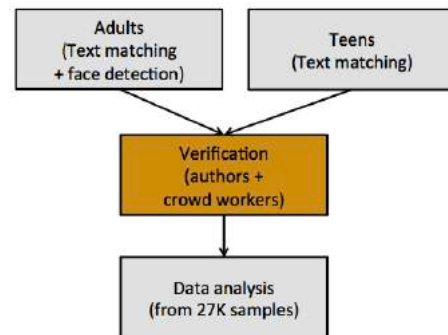 Adults
(Text matching
+ face detection)
Teens
(Text matching)
Verification
(authors +
crowd workers)
Data analysis
(from 27K samples)